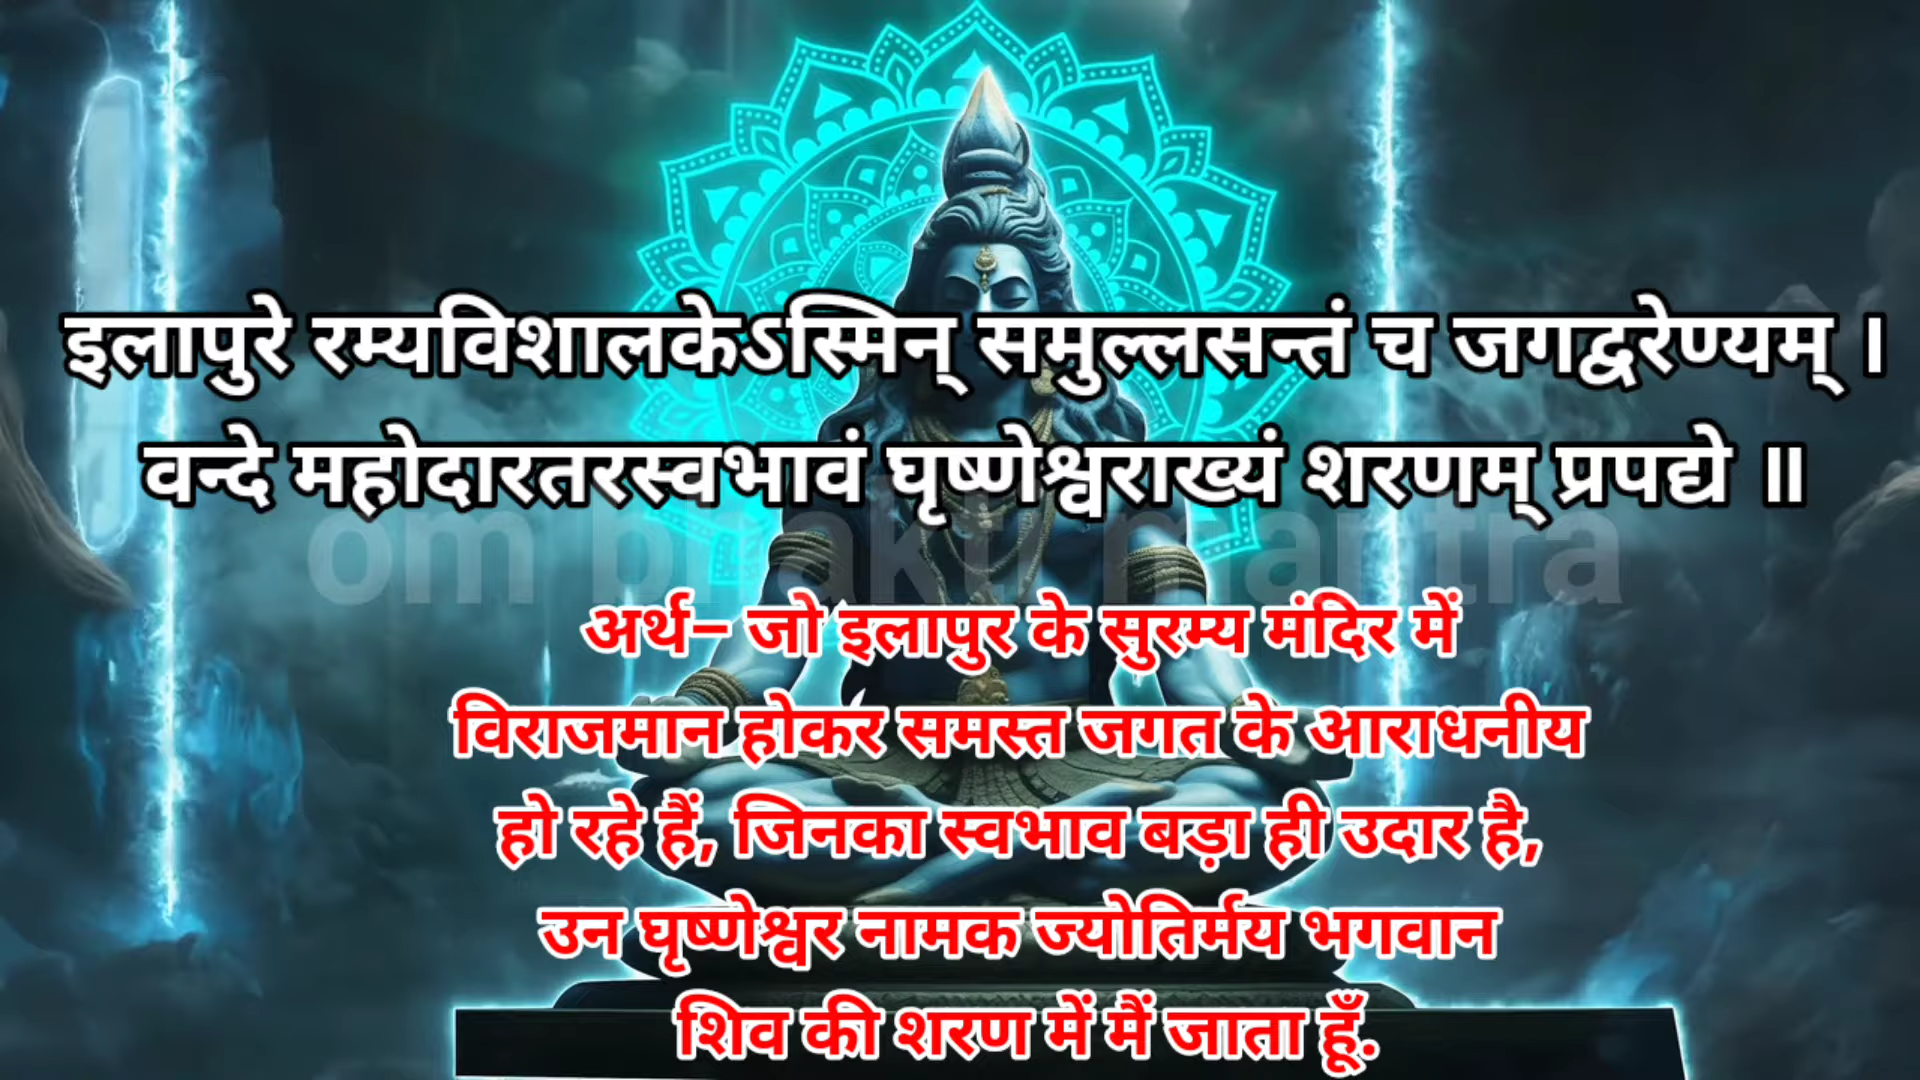 इलापुरे रम्यविशालकेऽस्मिन् समुल्लसन्तं च जगद्वरेण्यम् ।
वन्दे महोदारतरस्वभावं घृष्णेश्वराख्यं शरणम् प्रपद्ये ॥
om bhakti mantra
अर्थ– जो इलापुर के सुरम्य मंदिर में
विराजमान होकर समस्त जगत के आराधनीय
हो रहे हैं, जिनका स्वभाव बड़ा ही उदार है,
उन घृष्णेश्वर नामक ज्योतिर्मय भगवान
शिव की शरण में मैं जाता हूँ.